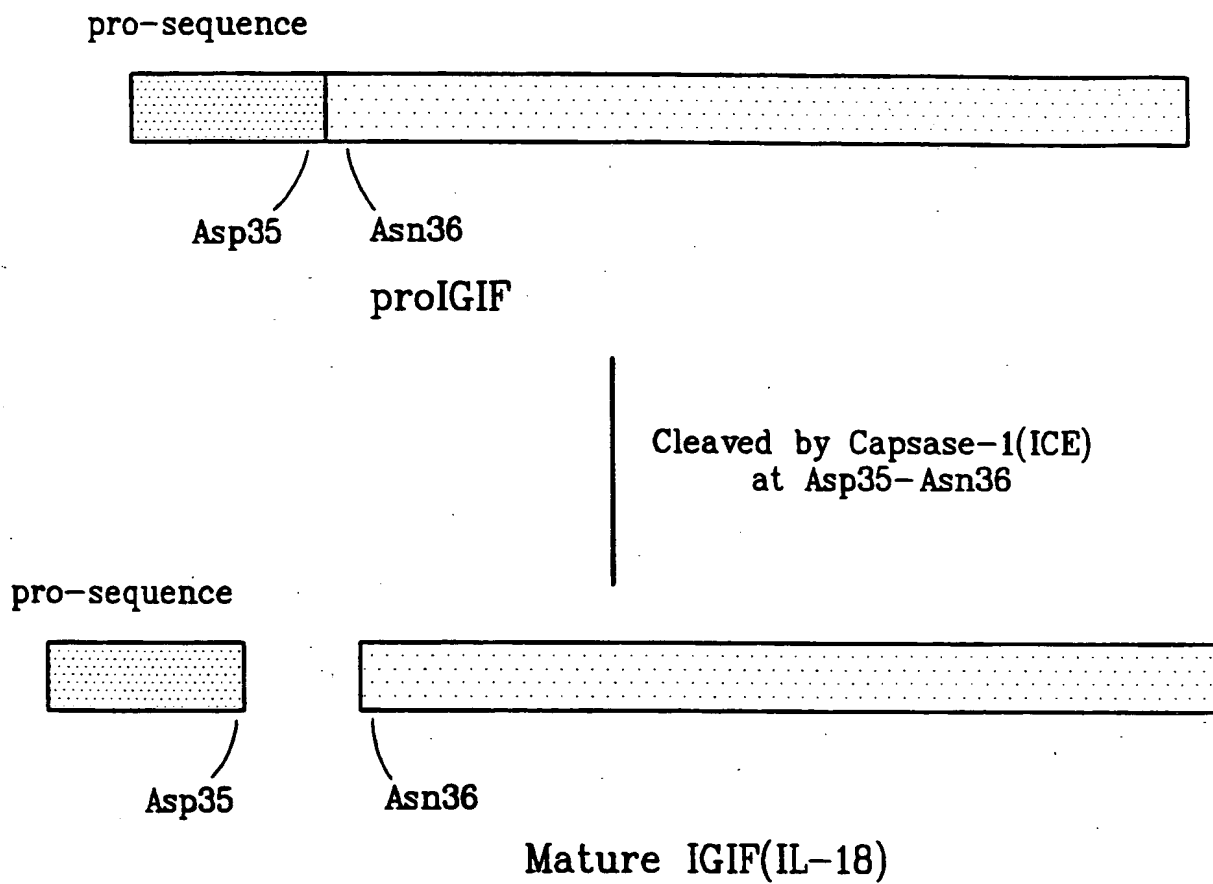 pro-sequence
Asp35
Asn36
proIGIF
Cleaved by Capsase-1(ICE)
at Asp35-Asn36
pro-sequence
Asp35
Asn36
Mature IGIF(IL-18)